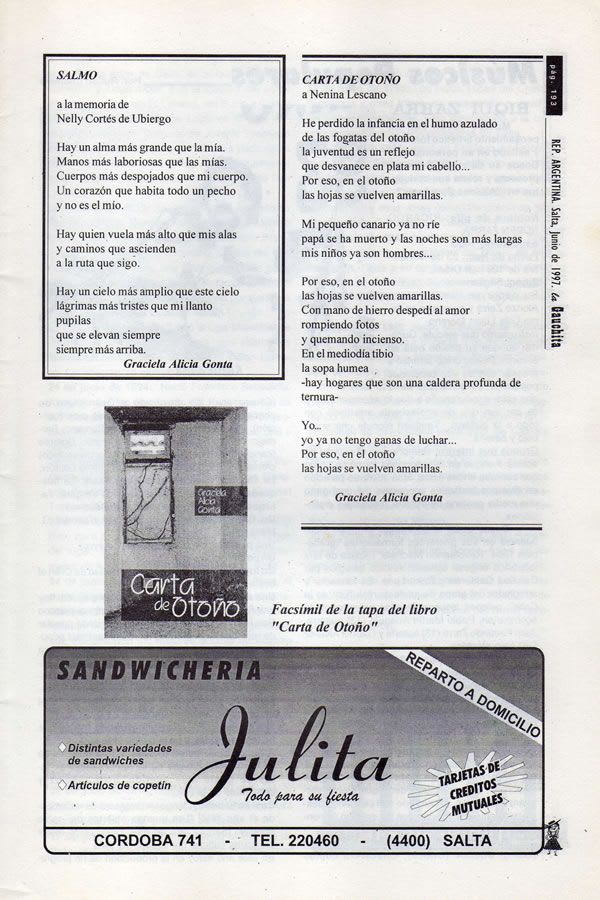 SALMO
a la memoria de
Nelly Cortés de Ubiergo
Hay un alma más grande que la mía.
Manos más laboriosas que las mías.
Cuerpos más despojados que mi cuerpo.
Un corazón que habita todo un pecho
y no es el mío.
Hay quien vuela más alto que mis alas
y caminos que ascienden
a la ruta que sigo.
Hay un cielo más amplio que este cielo
lágrimas más tristes que mi llanto
pupilas
que se elevan siempre
siempre más arriba.
Graciela Alicia Gonta
CARTA DE OTOÑO
a Nenina Lescano
He perdido la infancia en el humo azulado
de las fogatas del otoño
la juventud es un reflejo
que desvanece en plata mi cabello...
Por eso, en el otoño
las hojas se vuelven amarillas.
Mi pequeño canario ya no ríe
papá se ha muerto y las noches son más largas
mis niños ya son hombres...
Por eso, en el otoño
las hojas se vuelven amarillas.
Con mano de hierro despedí al amor
rompiendo fotos
y quemando incienso.
En el mediodía tibio
la sopa humea
-hay hogares que son una caldera profunda de
ternura-
Yo...
yo ya no tengo ganas de luchar...
Por eso, en el otoño
las hojas se vuelven amarillas.
Graciela Alicia Gonta
pág. 193
REP. ARGENTINA, Salta, Junio de 1997. La Gauchita
Graciela
Alicia
Gonta
Carta
de Otoño
Facsímil de la tapa del libro
"Carta de Otoño"
SANDWICHERIA
REPARTO A DOMICILIO
Julita
Todo para su fiesta
Distintas variedades
de sandwiches
Artículos de copetín
TARJETAS DE
CREDITOS
MUTUALES
CORDOBA 741 - TEL. 220460 - (4400) SALTA